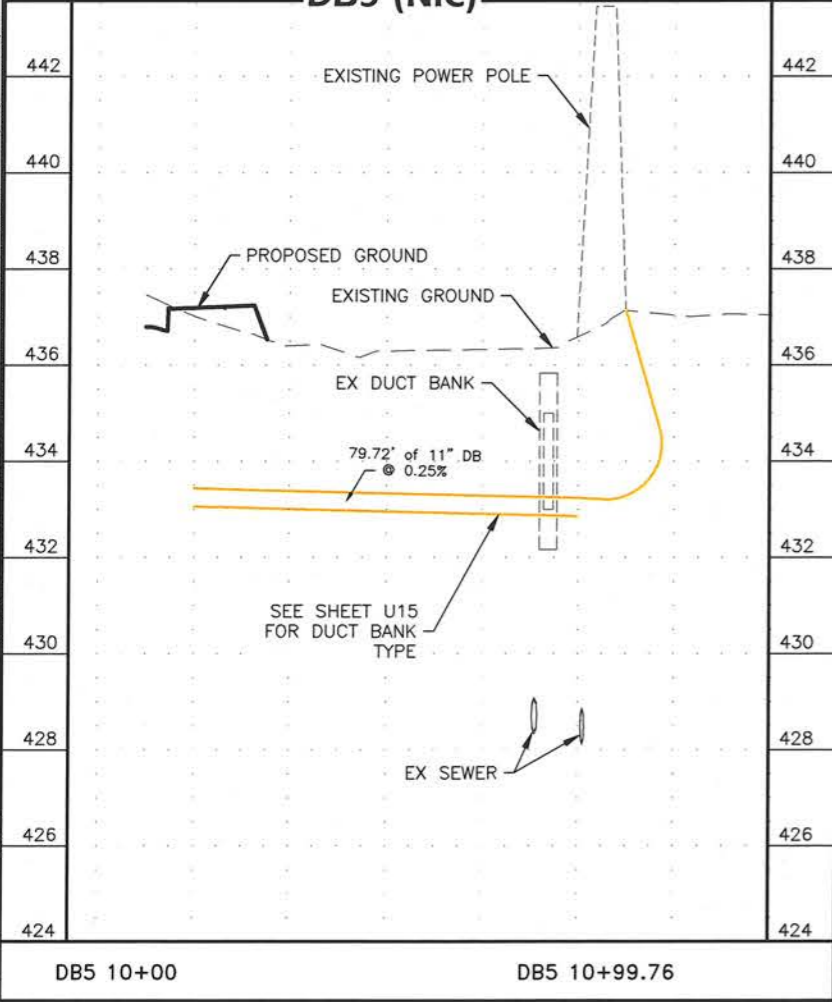 DB5 (NIC)
442
442
EXISTING POWER POLE
440
440
438
438
PROPOSED GROUND
EXISTING GROUND
436
436
EX DUCT BANK
434
434
79.72' of 11" DB
@ 0.25%
432
432
SEE SHEET U15
FOR DUCT BANK
TYPE
430
430
428
428
EX SEWER
426
426
424
424
DB5 10+00
DB5 10+99.76